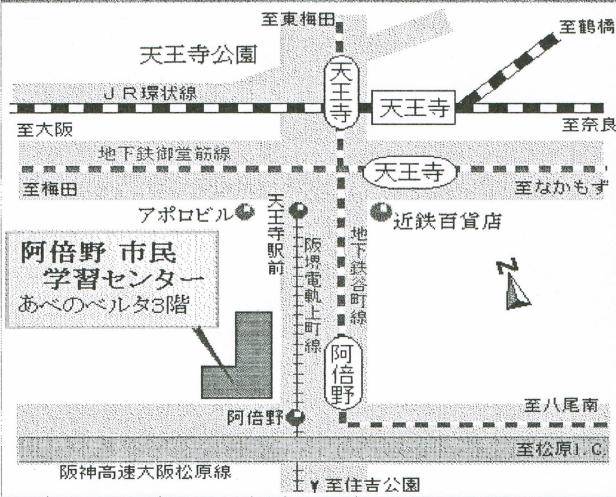 至東梅田
至鶴橋
天王寺公園
天王寺
JR環状線
天王寺
至大阪
至奈良
地下鉄御堂筋線
天王寺
至梅田
至なかもず
アポロビル
天王寺駅前
近鉄百貨店
阿倍野 市民
学習センター
あべのベルタ3階
阪堺電軌上町線
地下鉄谷町線
N
阿倍野
至八尾南
阿倍野
至松原I.C.
阪神高速大阪松原線
至住吉公園